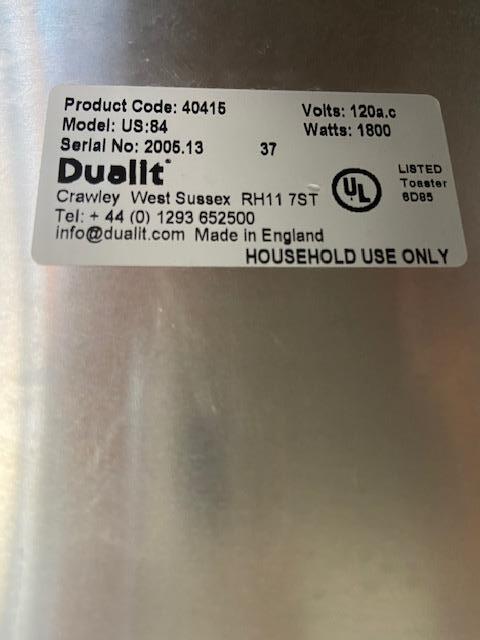 Product Code: 40415 Volts: 120a.c
Model: US:84 Watts: 1800
Serial No: 2005.13 37
Dualit®
Crawley West Sussex RH11 7ST
Tel: + 44 (0) 1293 652500
info@dualit.com Made in England
UL
LISTED
Toaster
6D85
HOUSEHOLD USE ONLY